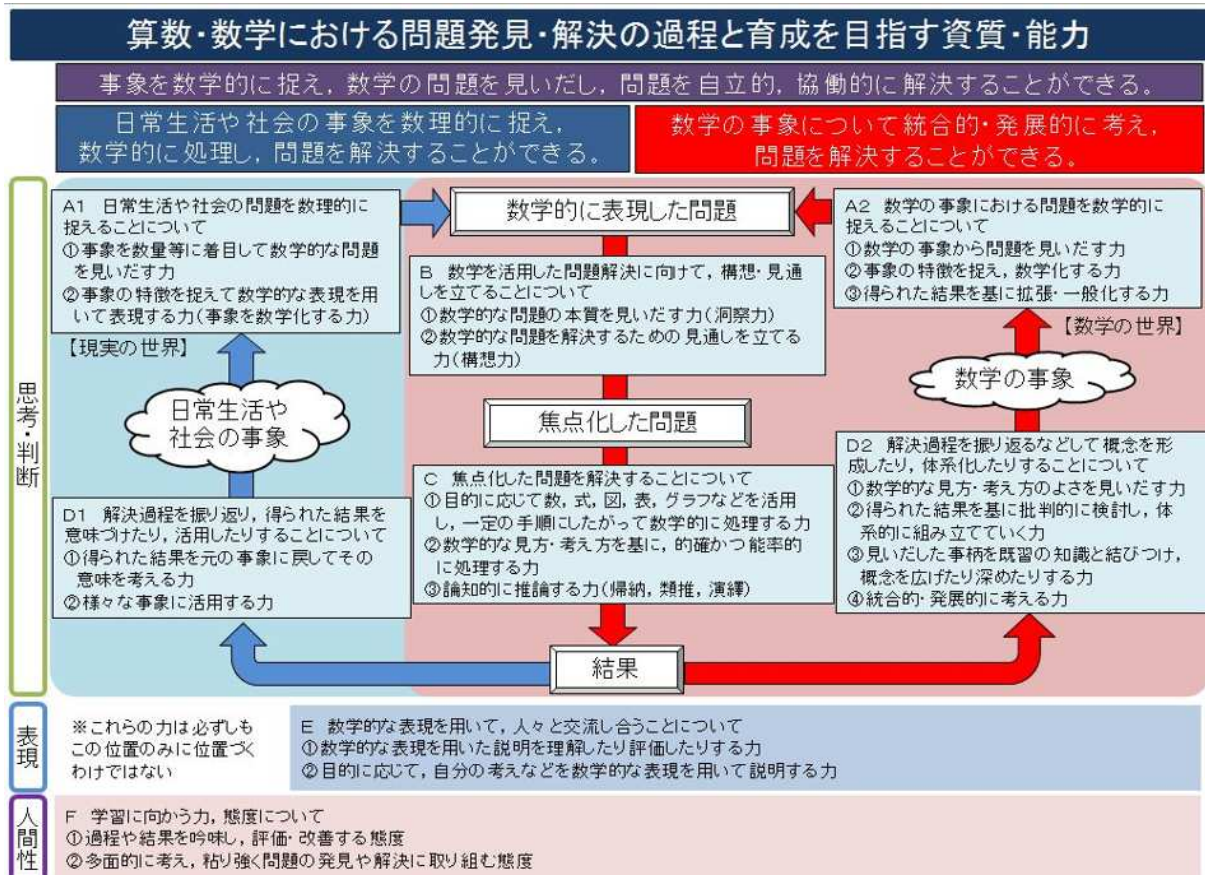 算数・数学における問題発見・解決の過程と育成を目指す資質・能力
事象を数学的に捉え，数学の問題を見いだし，問題を自立的，協働的に解決することができる。
日常生活や社会の事象を数理的に捉え，
数学的に処理し，問題を解決することができる。
数学の事象について統合的・発展的に考え，
問題を解決することができる。
思考・判断
A1 日常生活や社会の問題を数理的に
捉えることについて
①事象を数量等に着目して数学的な問題
を見いだす力
②事象の特徴を捉えて数学的な表現を用
いて表現する力（事象を数学化する力）
【現実の世界】
日常生活や
社会の事象
D1 解決過程を振り返り，得られた結果を
意味づけたり，活用したりすることについて
①得られた結果を元の事象に戻してその
意味を考える力
②様々な事象に活用する力
数学的に表現した問題
B 数学を活用した問題解決に向けて，構想・見通
しを立てることについて
①数学的な問題の本質を見いだす力（洞察力）
②数学的な問題を解決するための見通しを立てる
力（構想力）
焦点化した問題
C 焦点化した問題を解決することについて
①目的に応じて数，式，図，表，グラフなどを活用
し，一定の手順にしたがって数学的に処理する力
②数学的な見方・考え方を基に，的確かつ能率的
に処理する力
③論知的に推論する力（帰納，類推，演繹）
結果
A2 数学の事象における問題を数学的に
捉えることについて
①数学の事象から問題を見いだす力
②事象の特徴を捉え，数学化する力
③得られた結果を基に拡張・一般化する力
【数学の世界】
数学の事象
D2 解決過程を振り返るなどして概念を形
成したり，体系化したりすることについて
①数学的な見方・考え方のよさを見いだす力
②得られた結果を基に批判的に検討し，体
系的に組み立てていく力
③見いだした事柄を既習の知識と結びつけ，
概念を広げたり深めたりする力
④統合的・発展的に考える力
表現
※これらの力は必ずしも
この位置のみに位置づく
わけではない
E 数学的な表現を用いて，人々と交流し合うことについて
①数学的な表現を用いた説明を理解したり評価したりする力
②目的に応じて，自分の考えなどを数学的な表現を用いて説明する力
人間性
F 学習に向かう力，態度について
①過程や結果を吟味し，評価・改善する態度
②多面的に考え，粘り強く問題の発見や解決に取り組む態度